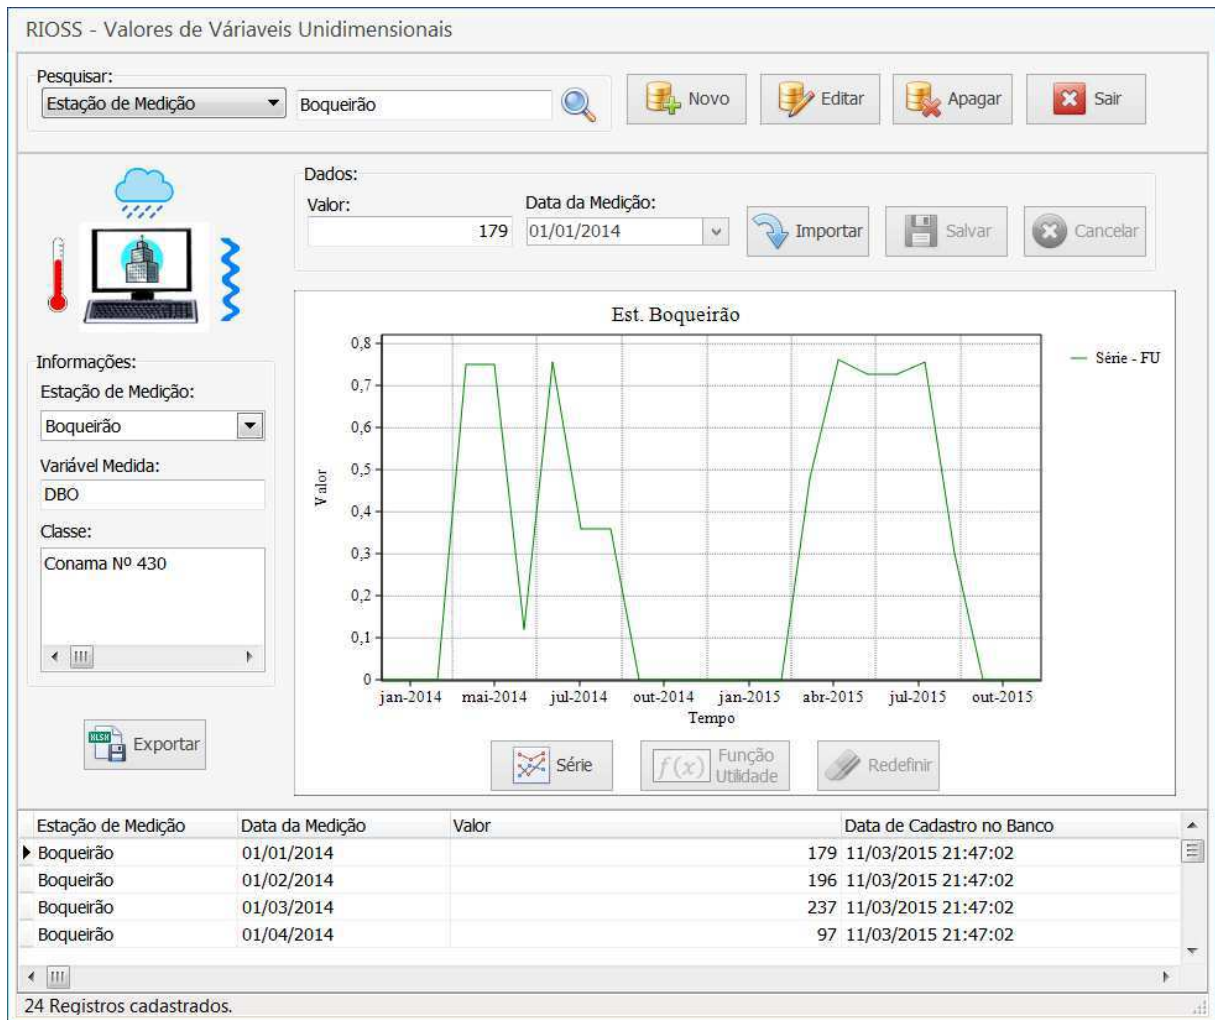 RIOSS - Valores de Váriaveis Unidimensionais
Pesquisar:
Estação de Medição
Boqueirão
Novo
Editar
Apagar
Sair
Dados:
Valor:
Data da Medição:
179
01/01/2014
Importar
Salvar
Cancelar
Informações:
Estação de Medição:
Boqueirão
Variável Medida:
DBO
Classe:
Conama Nº 430
XLSX
Exportar
Est. Boqueirão
Série - FU
Valor
0,8
0,7
0,6
0,5
0,4
0,3
0,2
0,1
0
jan-2014 mai-2014 jul-2014 out-2014 jan-2015 abr-2015 jul-2015 out-2015
Tempo
Série
f(x) Função
Utilidade
Redefinir
Estação de Medição Data da Medição Valor Data de Cadastro no Banco
Boqueirão 01/01/2014 179 11/03/2015 21:47:02
Boqueirão 01/02/2014 196 11/03/2015 21:47:02
Boqueirão 01/03/2014 237 11/03/2015 21:47:02
Boqueirão 01/04/2014 97 11/03/2015 21:47:02
24 Registros cadastrados.